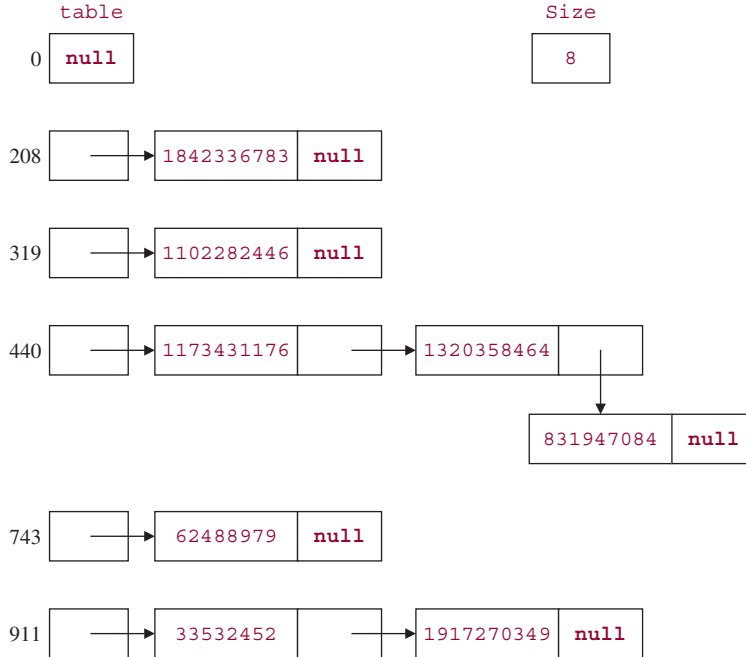 table Size
0 null 8
208 1842336783 null
319 1102282446 null
440 1173431176 1320358464
831947084 null
743 62488979 null
911 33532452 1917270349 null